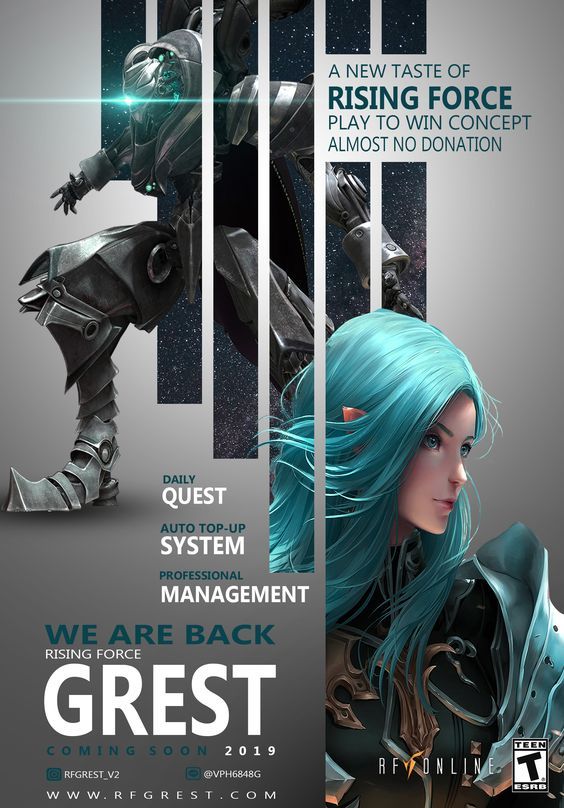 A NEW TASTE OF
RISING FORCE
PLAY TO WIN CONCEPT
ALMOST NO DONATION
DAILY
QUEST
AUTO TOP-UP
SYSTEM
PROFESSIONAL
MANAGEMENT
WE ARE BACK
RISING FORCE
GREST
COMING SOON 2019
RFGREST_V2 @VPH6848G
WWW.RFGREST.COM
RF ONLINE
TEEN
T
ESRB